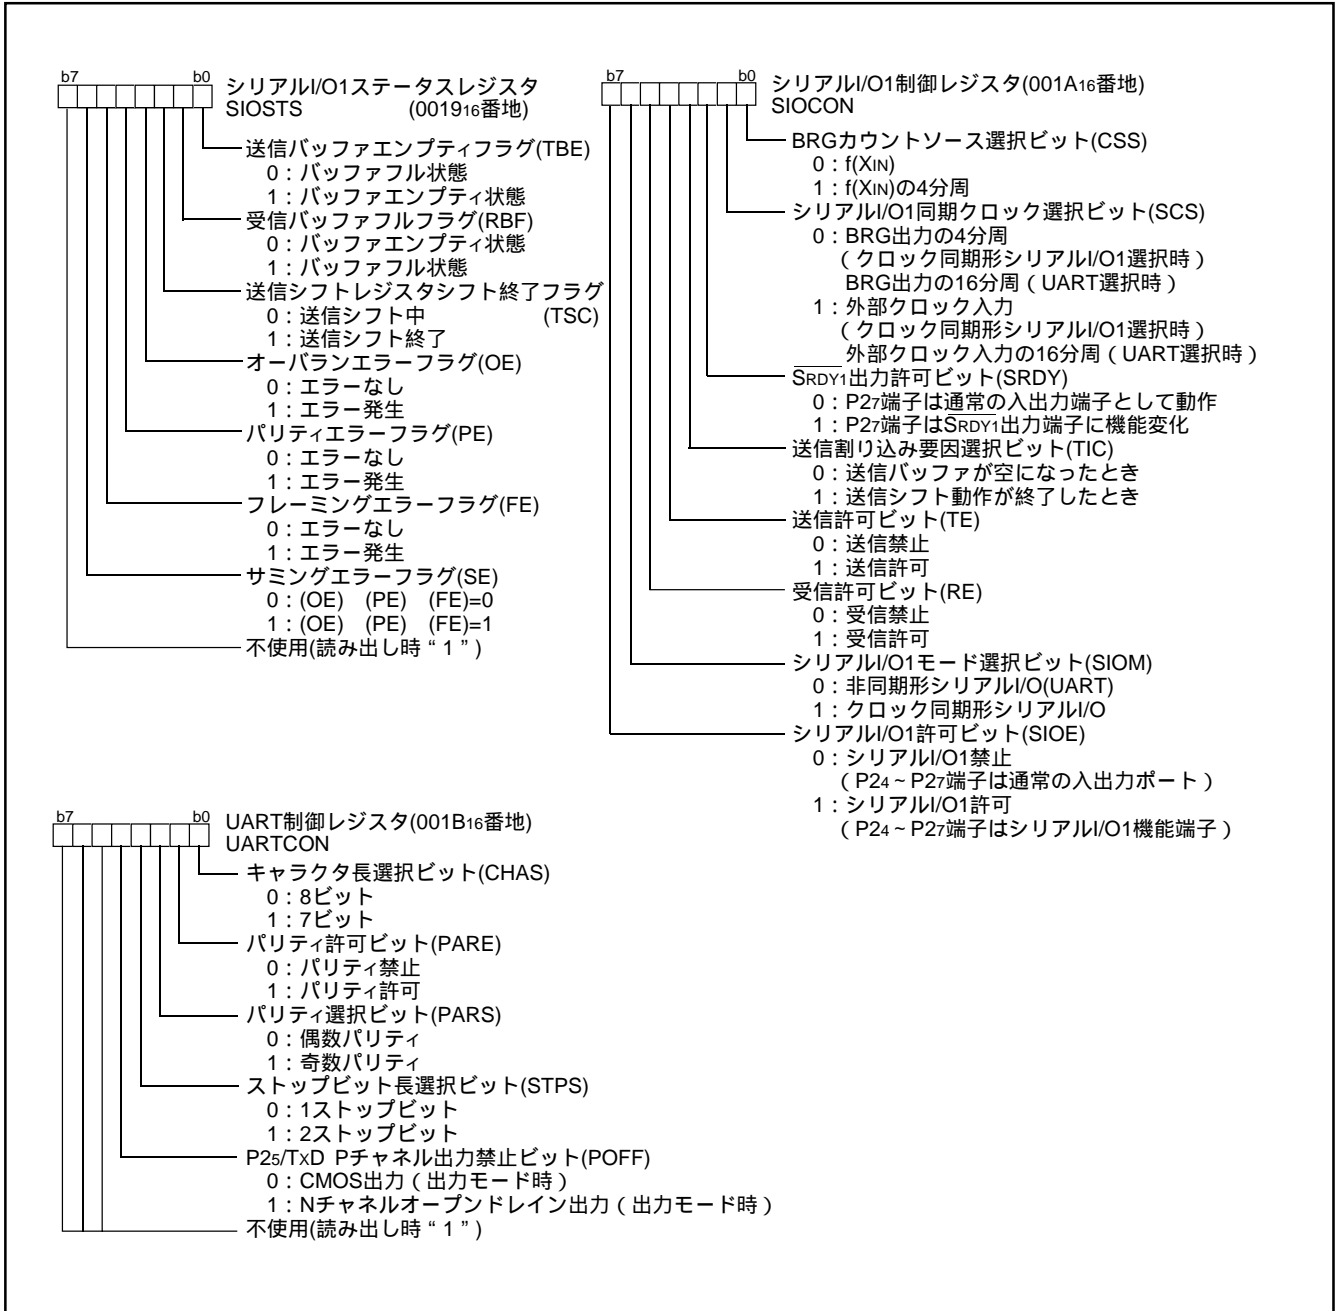 b7 b0 シリアルI/O1ステータスレジスタ
SIOSTS (001916番地)
送信バッファエンプティフラグ(TBE)
0：バッファフル状態
1：バッファエンプティ状態
受信バッファフルフラグ(RBF)
0：バッファエンプティ状態
1：バッファフル状態
送信シフトレジスタシフト終了フラグ
0：送信シフト中 (TSC)
1：送信シフト終了
オーバランエラーフラグ(OE)
0：エラーなし
1：エラー発生
パリティエラーフラグ(PE)
0：エラーなし
1：エラー発生
フレーミングエラーフラグ(FE)
0：エラーなし
1：エラー発生
サミングエラーフラグ(SE)
0：(OE) (PE) (FE)=0
1：(OE) (PE) (FE)=1
不使用(読み出し時“1”)
b7 b0 シリアルI/O1制御レジスタ(001A16番地)
SIOCON
BRGカウントソース選択ビット(CSS)
0：f(XIN)
1：f(XIN)の4分周
シリアルI/O1同期クロック選択ビット(SCS)
0：BRG出力の4分周
（クロック同期形シリアルI/O1選択時）
BRG出力の16分周（UART選択時）
1：外部クロック入力
（クロック同期形シリアルI/O1選択時）
外部クロック入力の16分周（UART選択時）
SRDY1出力許可ビット(SRDY)
0：P27端子は通常の入出力端子として動作
1：P27端子はSRDY1出力端子に機能変化
送信割り込み要因選択ビット(TIC)
0：送信バッファが空になったとき
1：送信シフト動作が終了したとき
送信許可ビット(TE)
0：送信禁止
1：送信許可
受信許可ビット(RE)
0：受信禁止
1：受信許可
シリアルI/O1モード選択ビット(SIOM)
0：非同期形シリアルI/O(UART)
1：クロック同期形シリアルI/O
シリアルI/O1許可ビット(SIOE)
0：シリアルI/O1禁止
（P24～P27端子は通常の入出力ポート）
1：シリアルI/O1許可
（P24～P27端子はシリアルI/O1機能端子）
b7 b0 UART制御レジスタ(001B16番地)
UARTCON
キャラクタ長選択ビット(CHAS)
0：8ビット
1：7ビット
パリティ許可ビット(PARE)
0：パリティ禁止
1：パリティ許可
パリティ選択ビット(PARS)
0：偶数パリティ
1：奇数パリティ
ストップビット長選択ビット(STPS)
0：1ストップビット
1：2ストップビット
P25/TXD Pチャネル出力禁止ビット(POFF)
0：CMOS出力（出力モード時）
1：Nチャネルオープンドレイン出力（出力モード時）
不使用(読み出し時“1”)